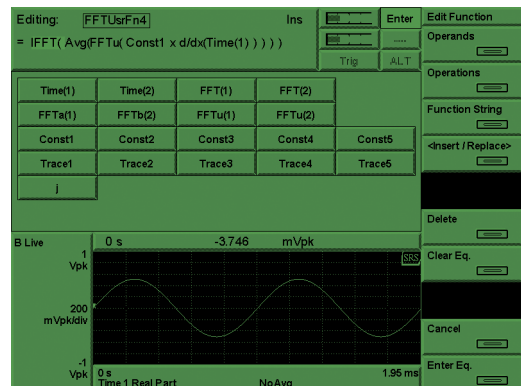 Editing: FFTUsrFn4 Ins Enter Edit Function
= IFFT( Avg(FFTu( Const1 x d/dx(Time(1) ) ) ) ) ---- Operands
Trig ALT
Operations
Time(1) Time(2) FFT(1) FFT(2)
FFTa(1) FFTb(2) FFTu(1) FFTu(2) Function String
Const1 Const2 Const3 Const4 Const5
<Insert / Replace>
Trace1 Trace2 Trace3 Trace4 Trace5
j
Delete
B Live 0 s -3.746 mVpk
1 SRS Clear Eq.
Vpk
200
mVpk/div
Cancel
-1
Vpk 0 s 1.95 ms Enter Eq.
Time 1 Real Part NoAvg